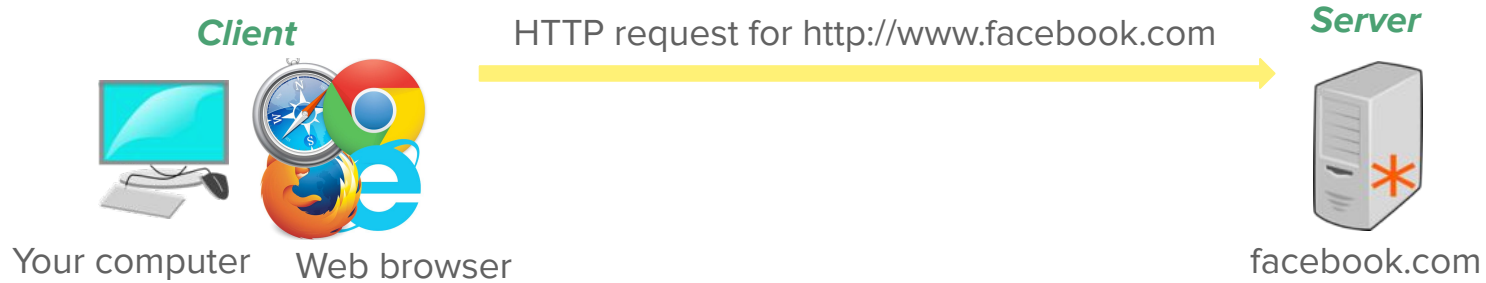 Client
HTTP request for http://www.facebook.com
Server
Your computer
Web browser
facebook.com